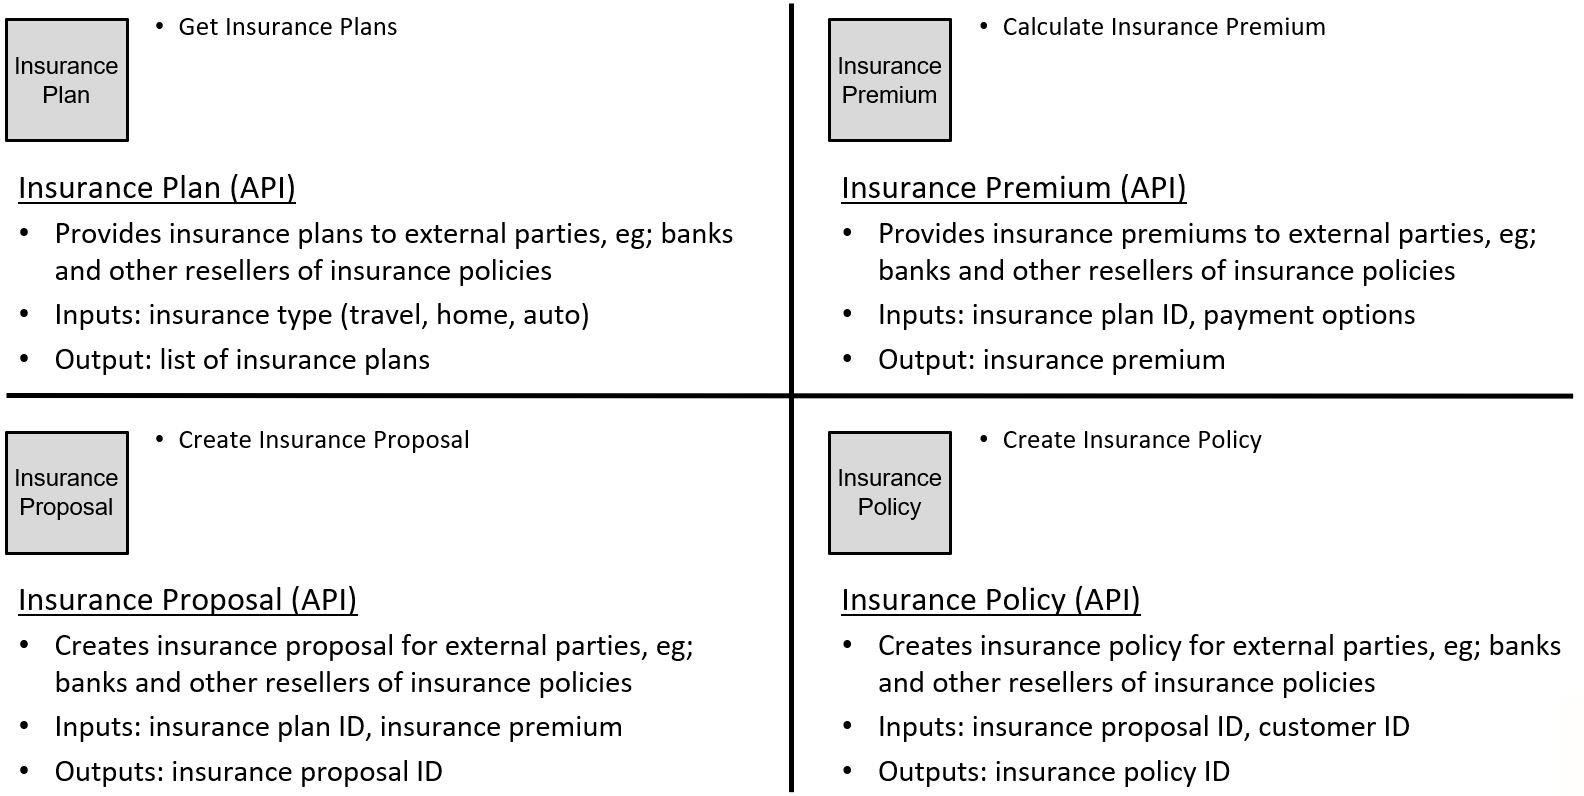 Insurance
Plan
• Get Insurance Plans
Insurance Plan (API)
• Provides insurance plans to external parties, eg; banks
and other resellers of insurance policies
• Inputs: insurance type (travel, home, auto)
• Output: list of insurance plans
Insurance
Premium
• Calculate Insurance Premium
Insurance Premium (API)
• Provides insurance premiums to external parties, eg;
banks and other resellers of insurance policies
• Inputs: insurance plan ID, payment options
• Output: insurance premium
Insurance
Proposal
• Create Insurance Proposal
Insurance Proposal (API)
• Creates insurance proposal for external parties, eg;
banks and other resellers of insurance policies
• Inputs: insurance plan ID, insurance premium
• Outputs: insurance proposal ID
Insurance
Policy
• Create Insurance Policy
Insurance Policy (API)
• Creates insurance policy for external parties, eg; banks
and other resellers of insurance policies
• Inputs: insurance proposal ID, customer ID
• Outputs: insurance policy ID